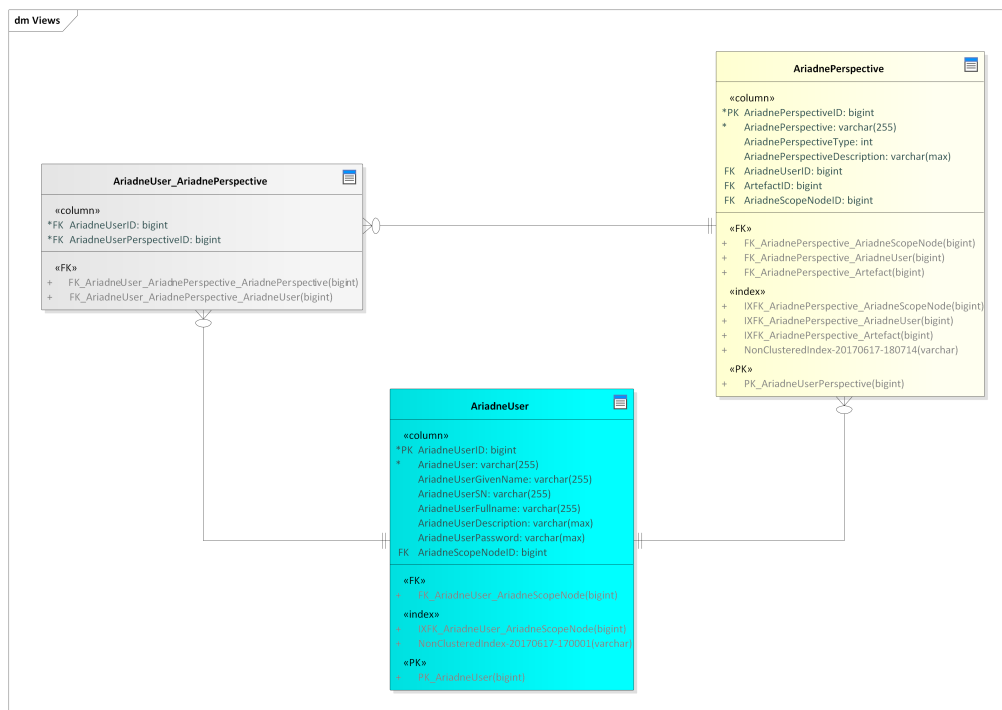 dm Views
AriadnePerspective
«column»
*PK AriadnePerspectiveID: bigint
* AriadnePerspective: varchar(255)
AriadnePerspectiveType: int
AriadnePerspectiveDescription: varchar(max)
FK AriadneUserID: bigint
FK ArtefactID: bigint
FK AriadneScopeNodeID: bigint
«FK»
+ FK_AriadnePerspective_AriadneScopeNode(bigint)
+ FK_AriadnePerspective_AriadneUser(bigint)
+ FK_AriadnePerspective_Artefact(bigint)
«index»
+ IXFK_AriadnePerspective_AriadneScopeNode(bigint)
+ IXFK_AriadnePerspective_AriadneUser(bigint)
+ IXFK_AriadnePerspective_Artefact(bigint)
+ NonClusteredIndex-20170617-180714(varchar)
«PK»
+ PK_AriadneUserPerspective(bigint)
AriadneUser_AriadnePerspective
«column»
*FK AriadneUserID: bigint
*FK AriadneUserPerspectiveID: bigint
«FK»
+ FK_AriadneUser_AriadnePerspective_AriadnePerspective(bigint)
+ FK_AriadneUser_AriadnePerspective_AriadneUser(bigint)
AriadneUser
«column»
*PK AriadneUserID: bigint
* AriadneUser: varchar(255)
AriadneUserGivenName: varchar(255)
AriadneUserSN: varchar(255)
AriadneUserFullname: varchar(255)
AriadneUserDescription: varchar(max)
AriadneUserPassword: varchar(max)
FK AriadneScopeNodeID: bigint
«FK»
+ FK_AriadneUser_AriadneScopeNode(bigint)
«index»
+ IXFK_AriadneUser_AriadneScopeNode(bigint)
+ NonClusteredIndex-20170617-170001(varchar)
«PK»
+ PK_AriadneUser(bigint)